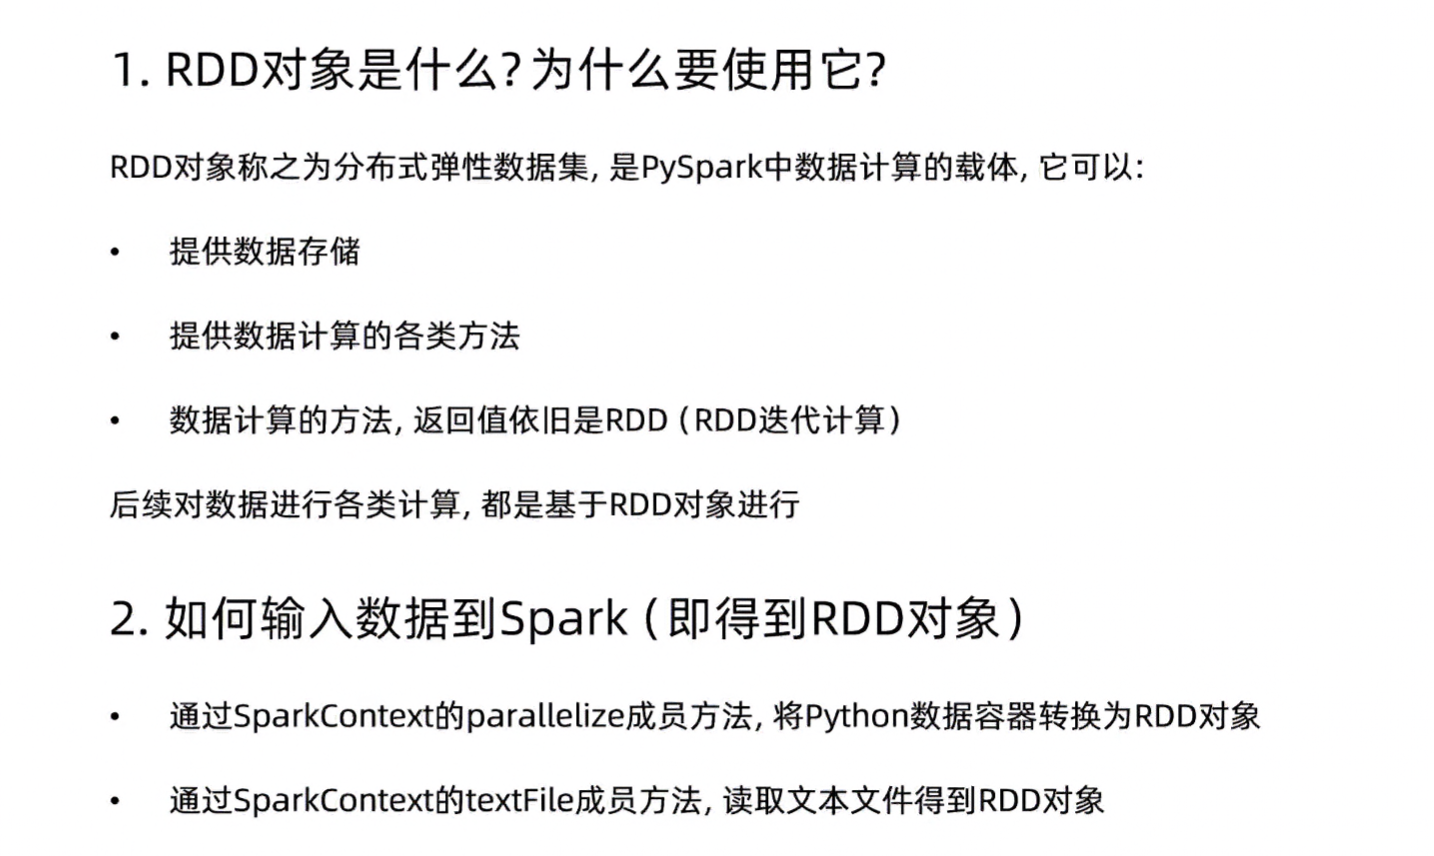 1. RDD对象是什么?为什么要使用它?
RDD对象称之为分布式弹性数据集, 是PySpark中数据计算的载体, 它可以:
• 提供数据存储
• 提供数据计算的各类方法
• 数据计算的方法, 返回值依旧是RDD (RDD迭代计算)
后续对数据进行各类计算, 都是基于RDD对象进行
2. 如何输入数据到Spark (即得到RDD对象)
• 通过SparkContext的parallelize成员方法, 将Python数据容器转换为RDD对象
• 通过SparkContext的textFile成员方法, 读取文本文件得到RDD对象